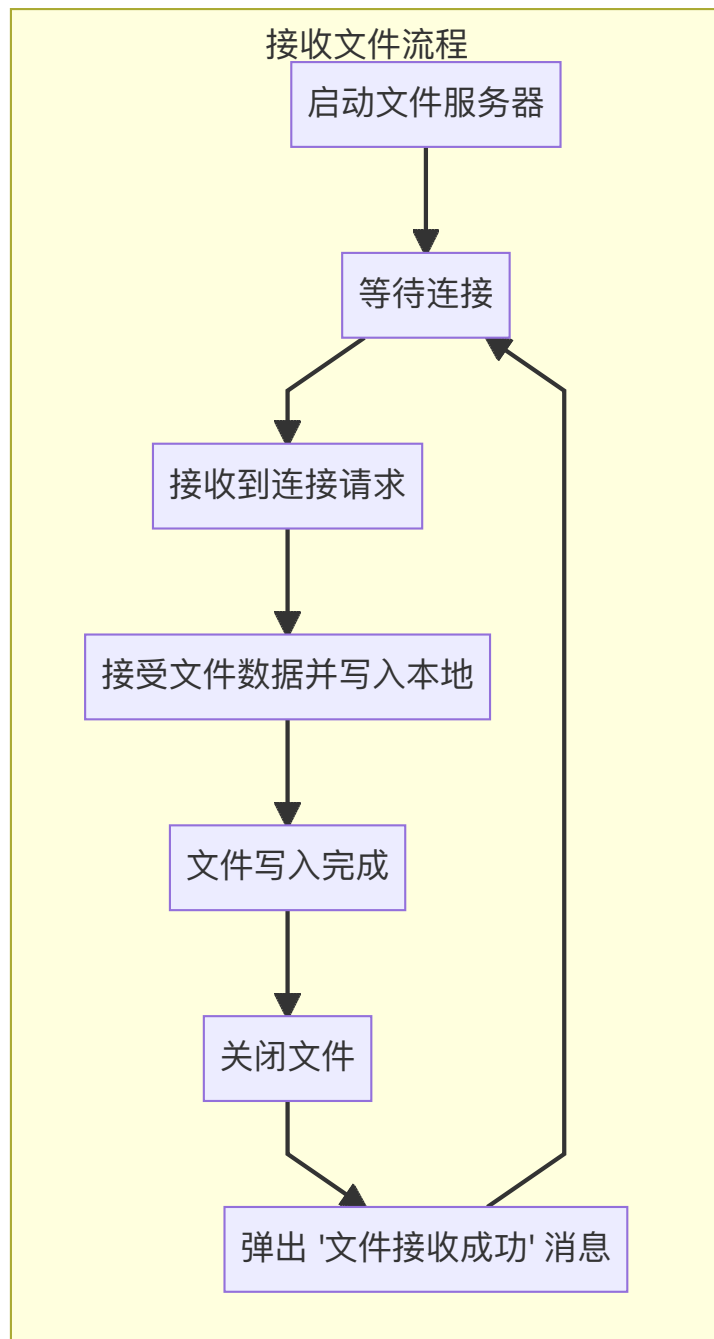 接收文件流程
启动文件服务器
等待连接
接收到连接请求
接受文件数据并写入本地
文件写入完成
关闭文件
弹出 '文件接收成功' 消息